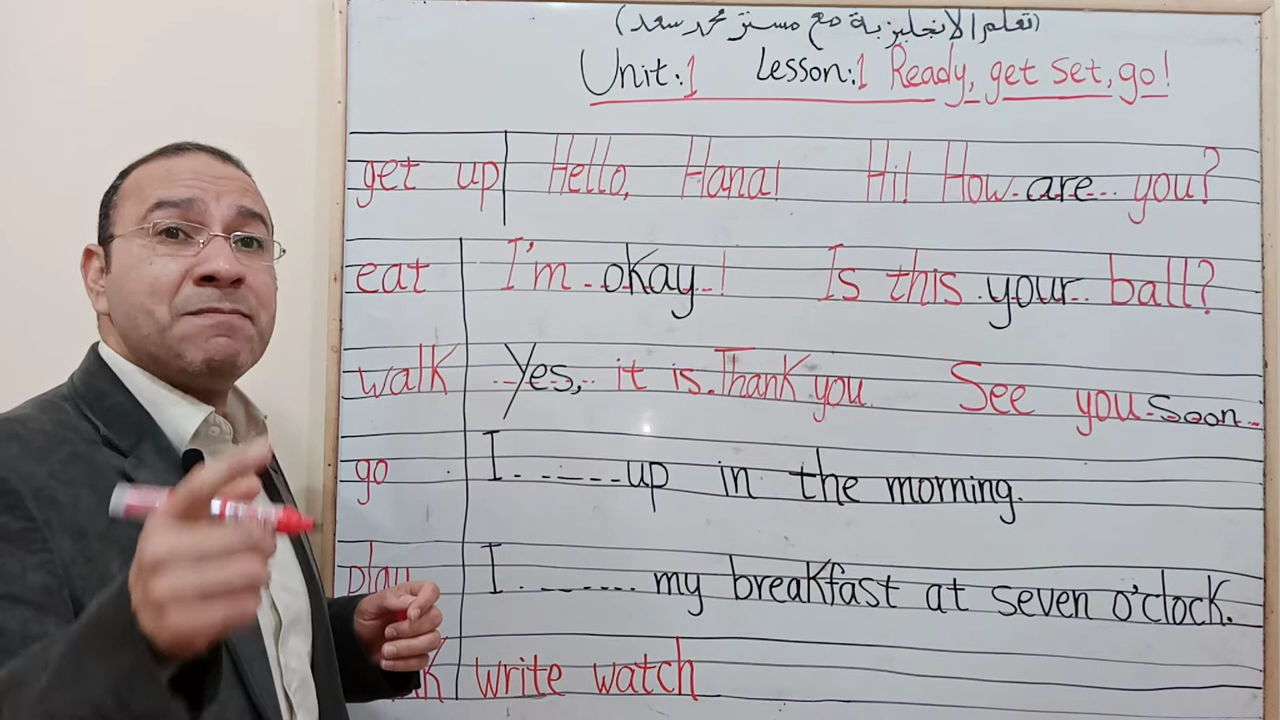 (تعلم الانجليزية مع مستر محمد سعد)
Unit:1 Lesson:1 Ready, get set, go!
get up Hello, Hana! Hi! How..are... you?
eat I'm..okay..! Is this.your.. ball?
walk ..Yes,.. it is.Thank you. See you.Soon..
go I.......up in the morning.
play I........ my breakfast at seven o'clock.
write watch